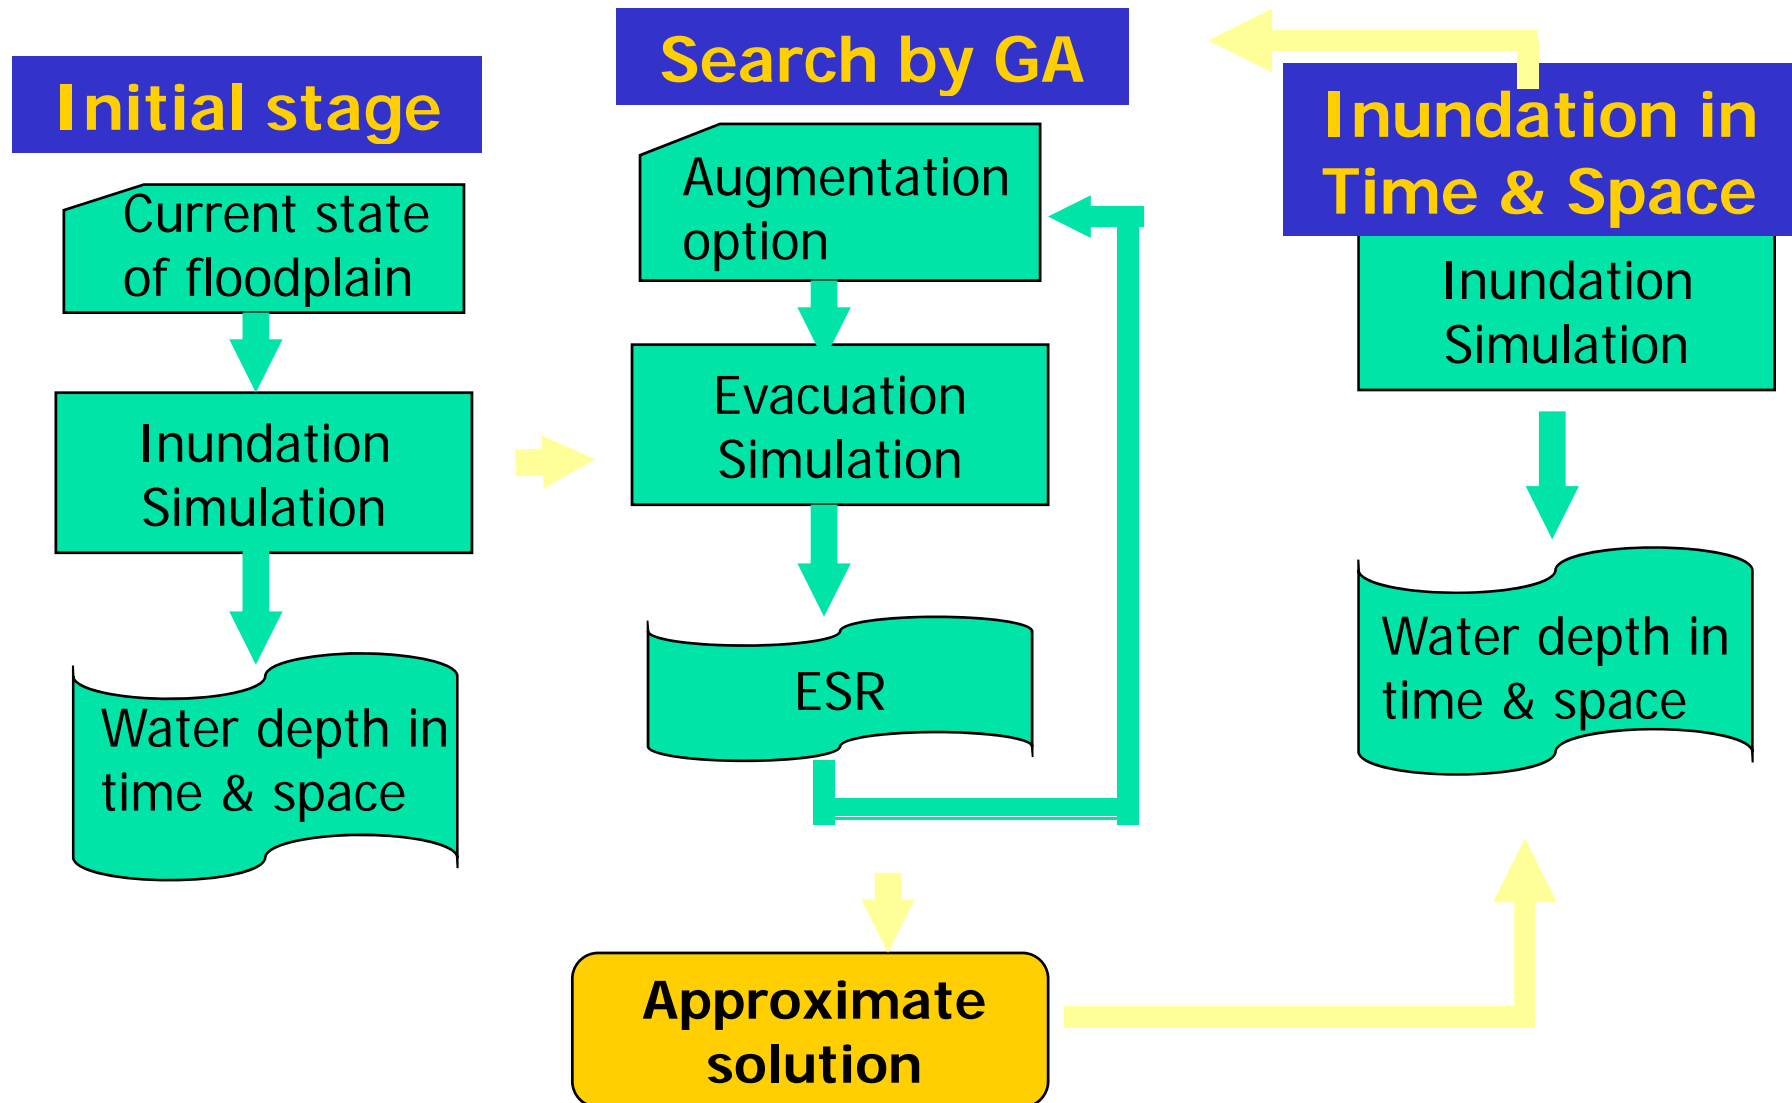 Initial stage
Current state
of floodplain
Inundation
Simulation
Water depth in
time & space
Search by GA
Augmentation
option
Evacuation
Simulation
ESR
Approximate
solution
Inundation in
Time & Space
Inundation
Simulation
Water depth in
time & space